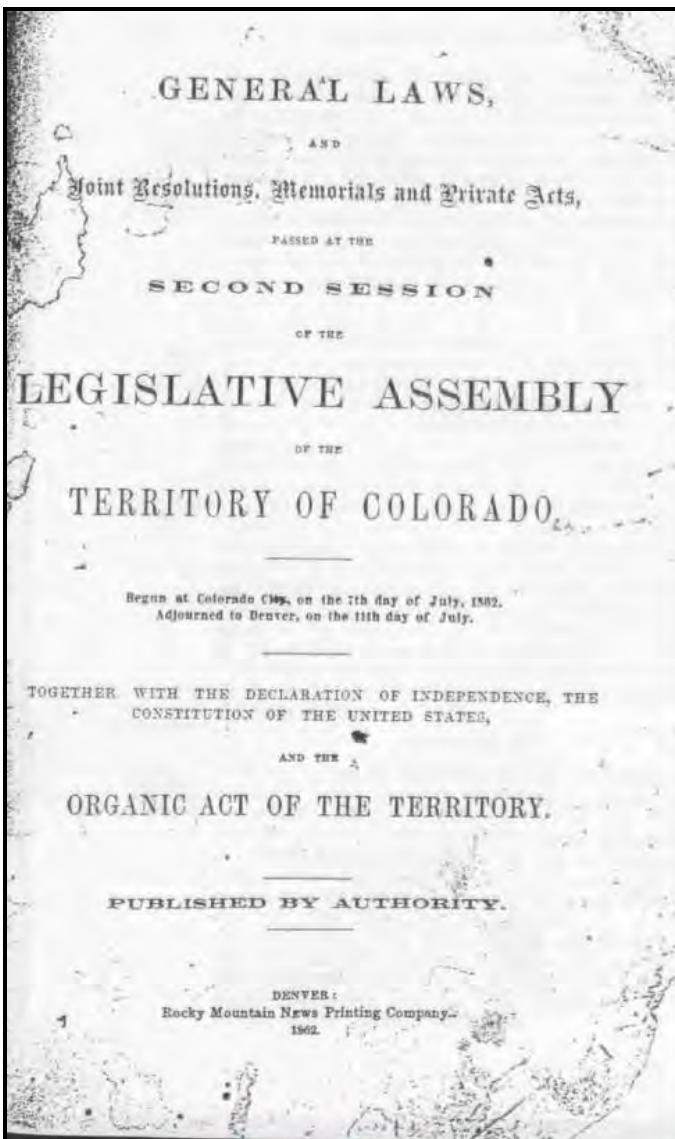 GENERAL LAWS,
AND
Joint Resolutions, Memorials and Private Acts,
PASSED AT THE
SECOND SESSION
OF THE
LEGISLATIVE ASSEMBLY
OF THE
TERRITORY OF COLORADO,
Begun at Colorado City, on the 7th day of July, 1862.
Adjourned to Denver, on the 11th day of July.
TOGETHER WITH THE DECLARATION OF INDEPENDENCE, THE
CONSTITUTION OF THE UNITED STATES,
AND THE
ORGANIC ACT OF THE TERRITORY.
PUBLISHED BY AUTHORITY.
DENVER:
Rocky Mountain News Printing Company.
1862.